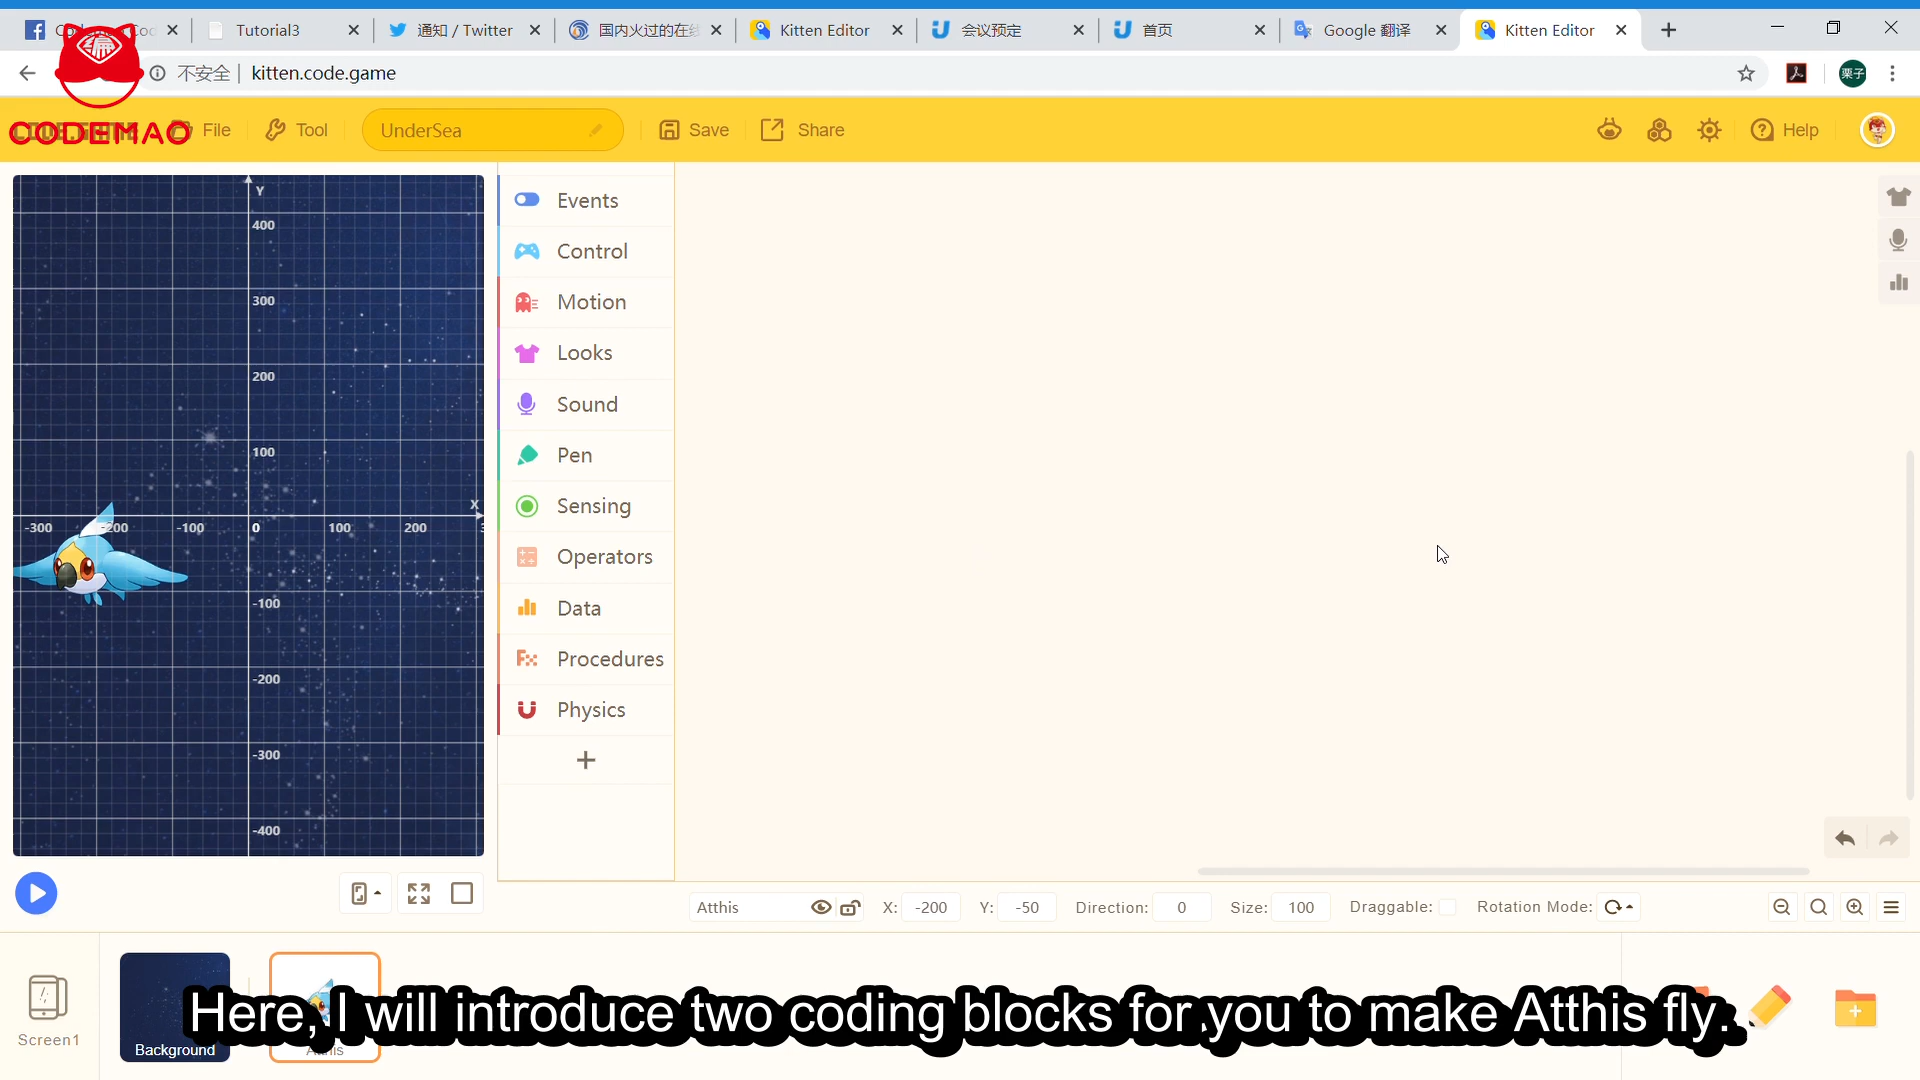 Tutorial3
通知 / Twitter
国内火过的在线
Kitten Editor
会议预定
首页
Google 翻译
Kitten Editor
不安全 | kitten.code.game
CODEMAO
File
Tool
UnderSea
Save
Share
Help
Y
400
300
200
100
X
-300
-200
-100
0
100
200
-100
-200
-300
-400
Events
Control
Motion
Looks
Sound
Pen
Sensing
Operators
Data
Procedures
Physics
Atthis
X: -200
Y: -50
Direction: 0
Size: 100
Draggable:
Rotation Mode:
Screen1
Background
Atthis
Here, I will introduce two coding blocks for you to make Atthis fly.